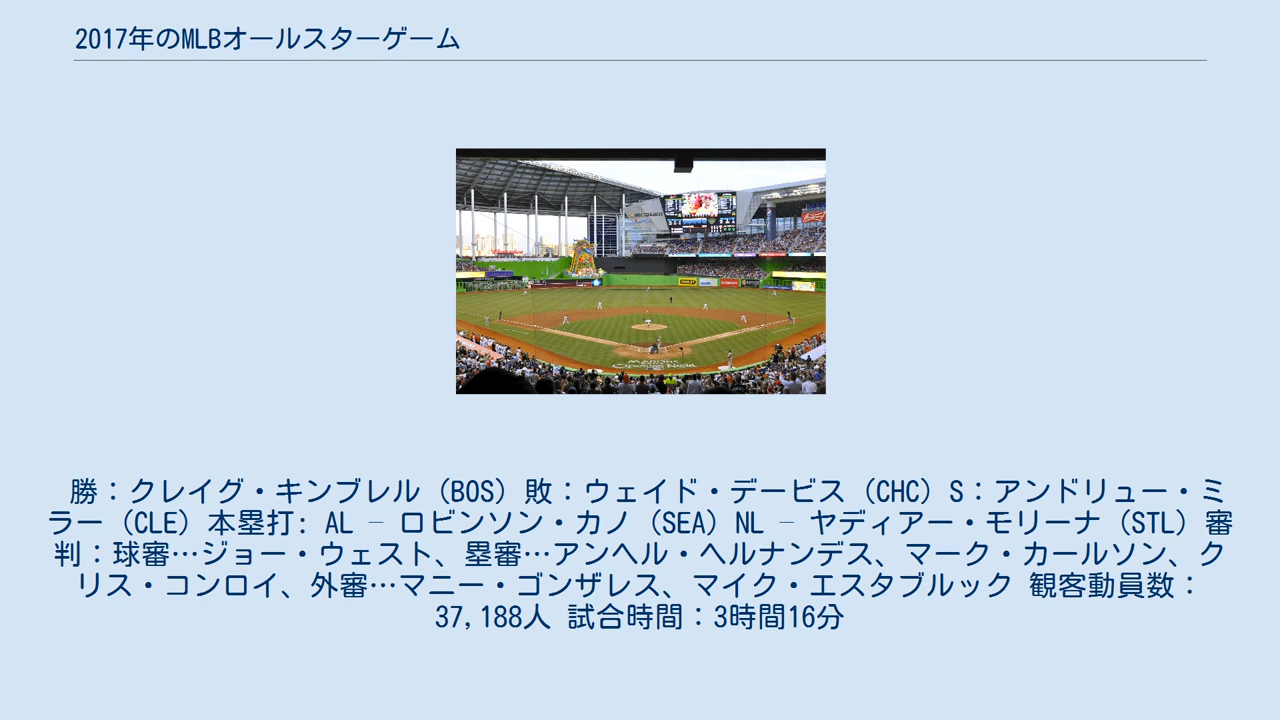 2017年のMLBオールスターゲーム
勝：クレイグ・キンブレル（BOS）敗：ウェイド・デービス（CHC）S：アンドリュー・ミ
ラー（CLE）本塁打: AL – ロビンソン・カノ（SEA）NL – ヤディアー・モリーナ（STL）審
判：球審…ジョー・ウェスト、塁審…アンヘル・ヘルナンデス、マーク・カールソン、ク
リス・コンロイ、外審…マニー・ゴンザレス、マイク・エスタブルック 観客動員数：
37,188人 試合時間：3時間16分